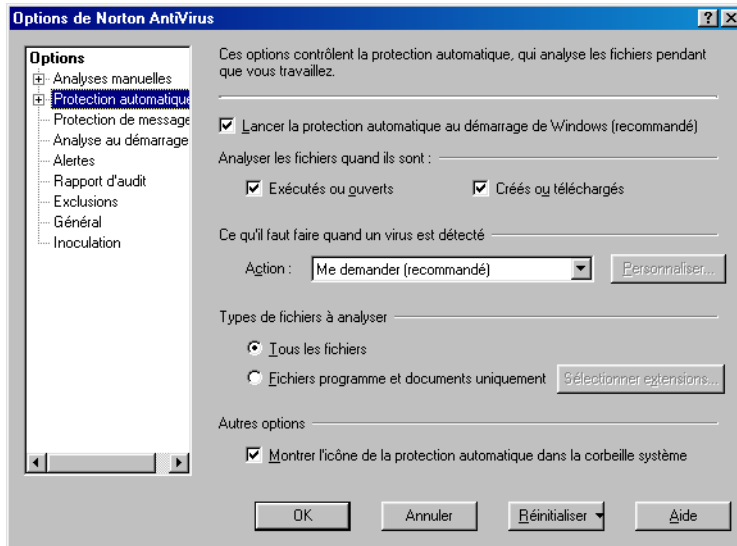 Options de Norton AntiVirus
Options
Analyses manuelles
Protection automatique
Protection de message
Analyse au démarrage
Alertes
Rapport d'audit
Exclusions
Général
Inoculation
Ces options contrôlent la protection automatique, qui analyse les fichiers pendant
que vous travaillez.
Lancer la protection automatique au démarrage de Windows (recommandé)
Analyser les fichiers quand ils sont :
Exécutés ou ouverts
Créés ou téléchargés
Ce qu'il faut faire quand un virus est détecté
Action : Me demander (recommandé) Personnaliser...
Types de fichiers à analyser
Tous les fichiers
Fichiers programme et documents uniquement Sélectionner extensions...
Autres options
Montrer l'icône de la protection automatique dans la corbeille système
OK Annuler Réinitialiser Aide